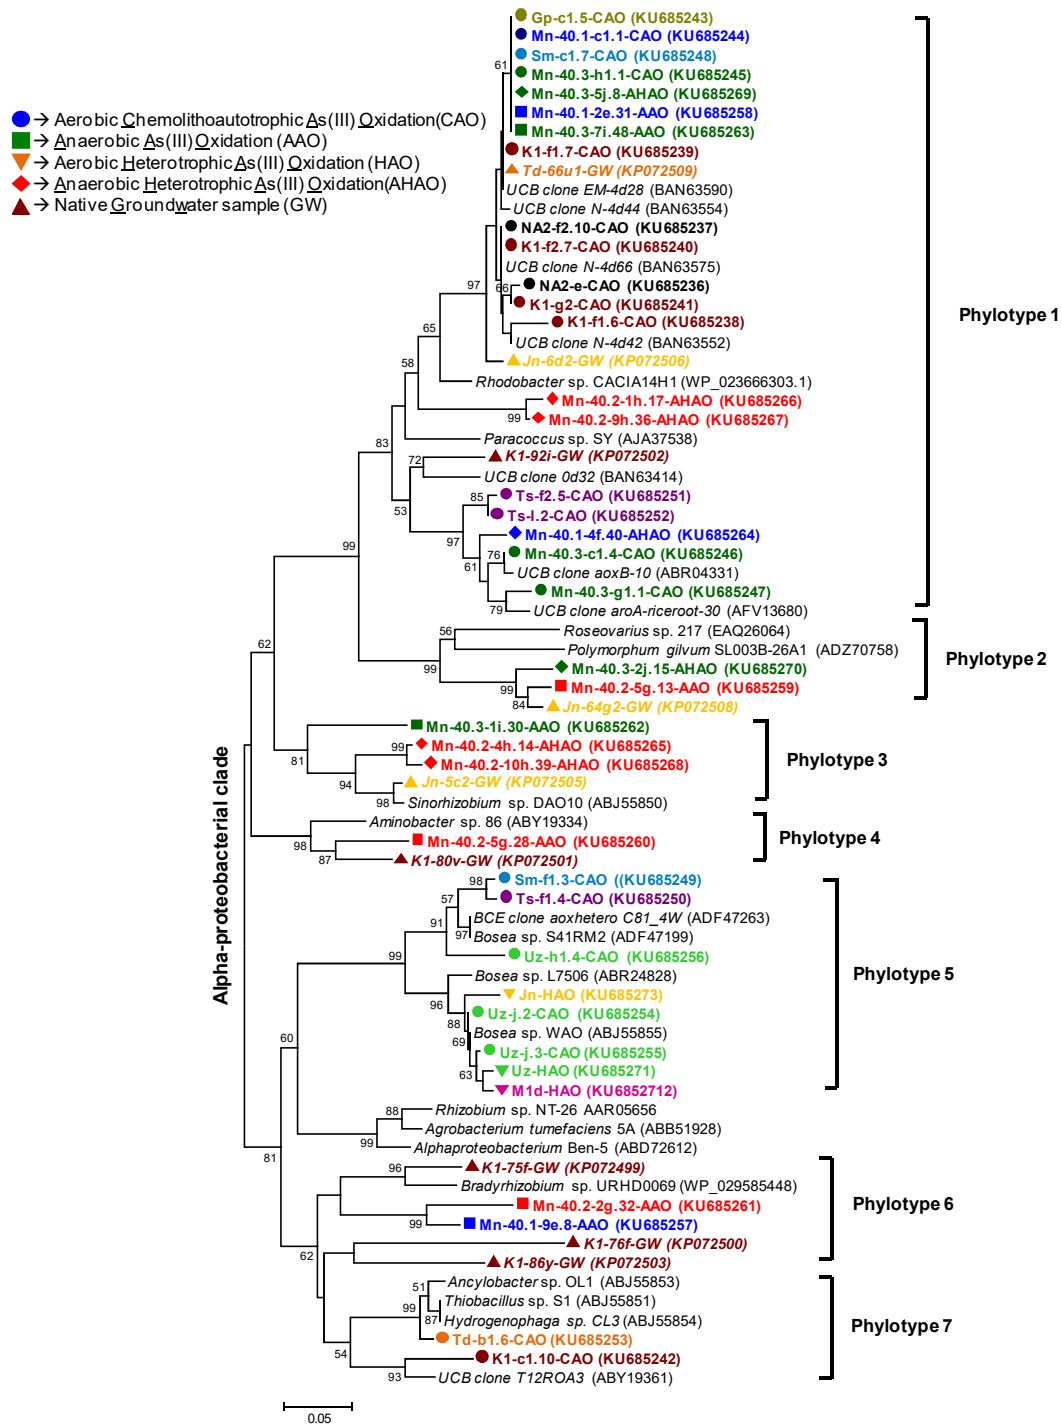 Gp-c1.5-CAO (KU685243)
Mn-40.1-c1.1-CAO (KU685244)
Sm-c1.7-CAO (KU685248)
61
Mn-40.3-h1.1-CAO (KU685245)
Mn-40.3-5j.8-AHAO (KU685269)
→ Aerobic Chemolithoautotrophic As(III) Oxidation(CAO)
Mn-40.1-2e.31-AAO (KU685258)
→ Anaerobic As(III) Oxidation (AAO)
Mn-40.3-7i.48-AAO (KU685263)
K1-f1.7-CAO (KU685239)
→ Aerobic Heterotrophic As(III) Oxidation (HAO)
Td-66u1-GW (KP072509)
→ Anaerobic Heterotrophic As(III) Oxidation(AHAO)
UCB clone EM-4d28 (BAN63590)
→ Native Groundwater sample (GW)
UCB clone N-4d44 (BAN63554)
NA2-f2.10-CAO (KU685237)
K1-f2.7-CAO (KU685240)
UCB clone N-4d66 (BAN63575)
97
66
NA2-e-CAO (KU685236)
K1-g2-CAO (KU685241)
Phylotype 1
K1-f1.6-CAO (KU685238)
65
UCB clone N-4d42 (BAN63552)
Jn-6d2-GW (KP072506)
58
Rhodobacter sp. CACIA14H1 (WP_023666303.1)
Mn-40.2-1h.17-AHAO (KU685266)
99
Mn-40.2-9h.36-AHAO (KU685267)
83
Paracoccus sp. SY (AJA37538)
72
K1-92i-GW (KP072502)
UCB clone 0d32 (BAN63414)
53
85
Ts-f2.5-CAO (KU685251)
Ts-l.2-CAO (KU685252)
97
Mn-40.1-4f.40-AHAO (KU685264)
99
76
Mn-40.3-c1.4-CAO (KU685246)
61
UCB clone aoxB-10 (ABR04331)
Mn-40.3-g1.1-CAO (KU685247)
79
UCB clone aroA-riceroot-30 (AFV13680)
56
Roseovarius sp. 217 (EAQ26064)
62
Polymorphum gilvum SL003B-26A1 (ADZ70758)
Phylotype 2
99
Mn-40.3-2j.15-AHAO (KU685270)
99
Mn-40.2-5g.13-AAO (KU685259)
84
Jn-64g2-GW (KP072508)
Mn-40.3-1i.30-AAO (KU685262)
99
Mn-40.2-4h.14-AHAO (KU685265)
81
Mn-40.2-10h.39-AHAO (KU685268)
Phylotype 3
94
Jn-5c2-GW (KP072505)
98
Sinorhizobium sp. DAO10 (ABJ55850)
Aminobacter sp. 86 (ABY19334)
98
Mn-40.2-5g.28-AAO (KU685260)
Phylotype 4
87
K1-80v-GW (KP072501)
Alpha-proteobacterial clade
98
Sm-f1.3-CAO ((KU685249)
57
Ts-f1.4-CAO (KU685250)
91
BCE clone aoxhetero C81_4W (ADF47263)
97
Bosea sp. S41RM2 (ADF47199)
99
Uz-h1.4-CAO (KU685256)
Bosea sp. L7506 (ABR24828)
Phylotype 5
96
Jn-HAO (KU685273)
88
Uz-j.2-CAO (KU685254)
60
69
Bosea sp. WAO (ABJ55855)
Uz-j.3-CAO (KU685255)
63
Uz-HAO (KU685271)
M1d-HAO (KU6852712)
88
Rhizobium sp. NT-26 AAR05656
Agrobacterium tumefaciens 5A (ABB51928)
99
Alphaproteobacterium Ben-5 (ABD72612)
81
96
K1-75f-GW (KP072499)
Bradyrhizobium sp. URHD0069 (WP_029585448)
Mn-40.2-2g.32-AAO (KU685261)
Phylotype 6
99
Mn-40.1-9e.8-AAO (KU685257)
K1-76f-GW (KP072500)
62
K1-86y-GW (KP072503)
51
Ancylobacter sp. OL1 (ABJ55853)
99
Thiobacillus sp. S1 (ABJ55851)
87
Hydrogenophaga sp. CL3 (ABJ55854)
Phylotype 7
Td-b1.6-CAO (KU685253)
54
K1-c1.10-CAO (KU685242)
93
UCB clone T12ROA3 (ABY19361)
0.05